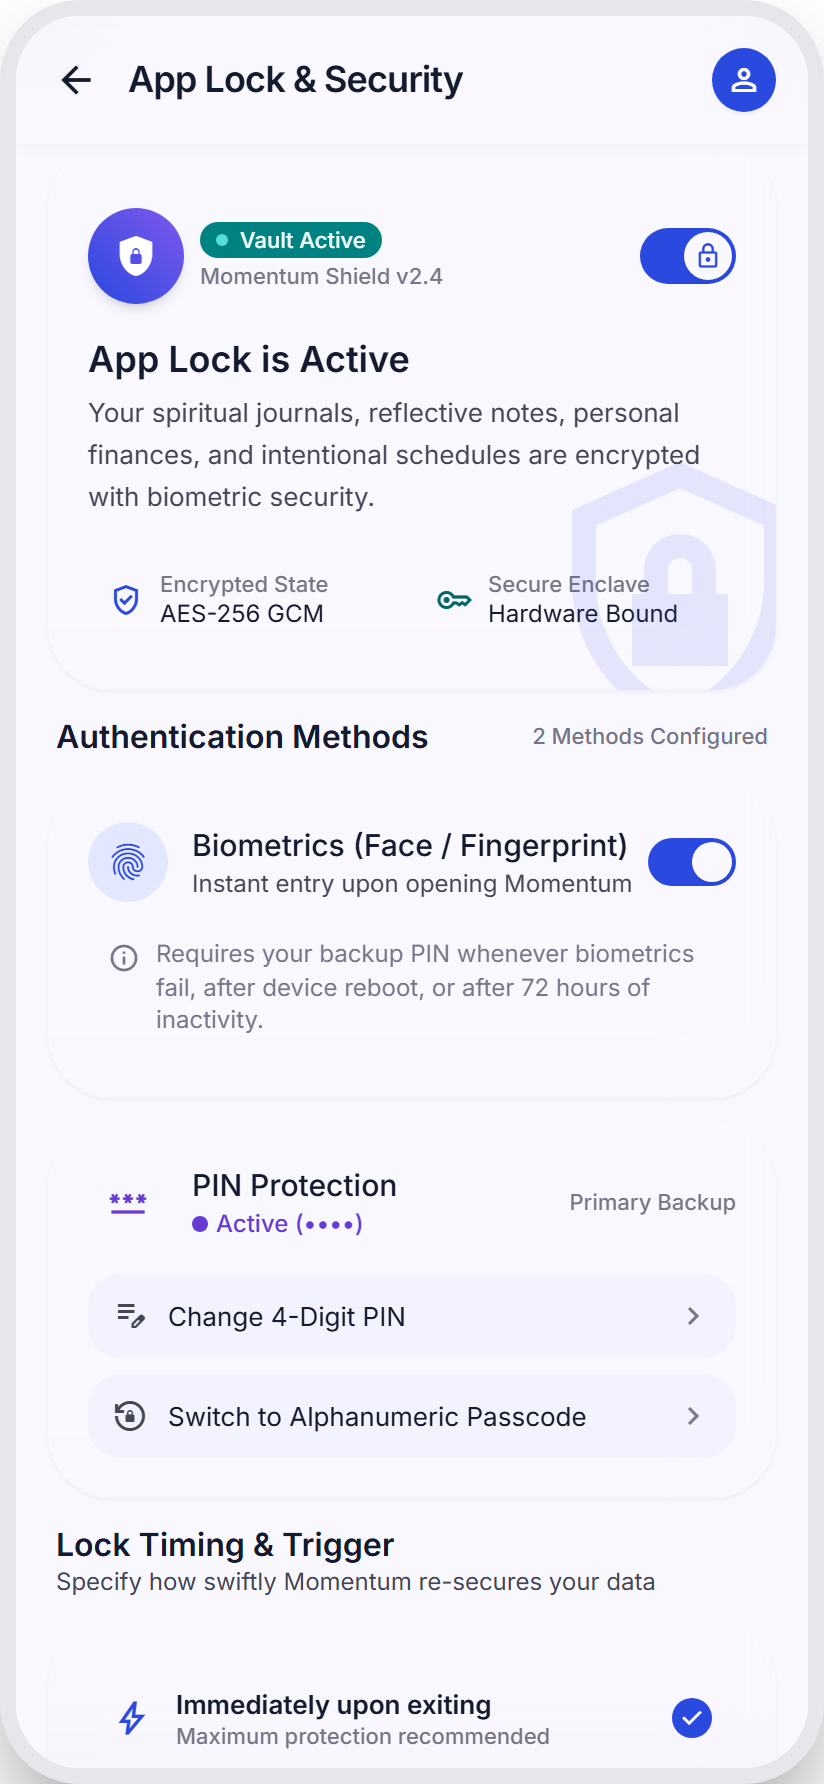 App Lock & Security
Vault Active
Momentum Shield v2.4
App Lock is Active
Your spiritual journals, reflective notes, personal
finances, and intentional schedules are encrypted
with biometric security.
Encrypted State
AES-256 GCM
Secure Enclave
Hardware Bound
Authentication Methods
2 Methods Configured
Biometrics (Face / Fingerprint)
Instant entry upon opening Momentum
Requires your backup PIN whenever biometrics
fail, after device reboot, or after 72 hours of
inactivity.
PIN Protection
Active (••••)
Primary Backup
Change 4-Digit PIN
Switch to Alphanumeric Passcode
Lock Timing & Trigger
Specify how swiftly Momentum re-secures your data
Immediately upon exiting
Maximum protection recommended